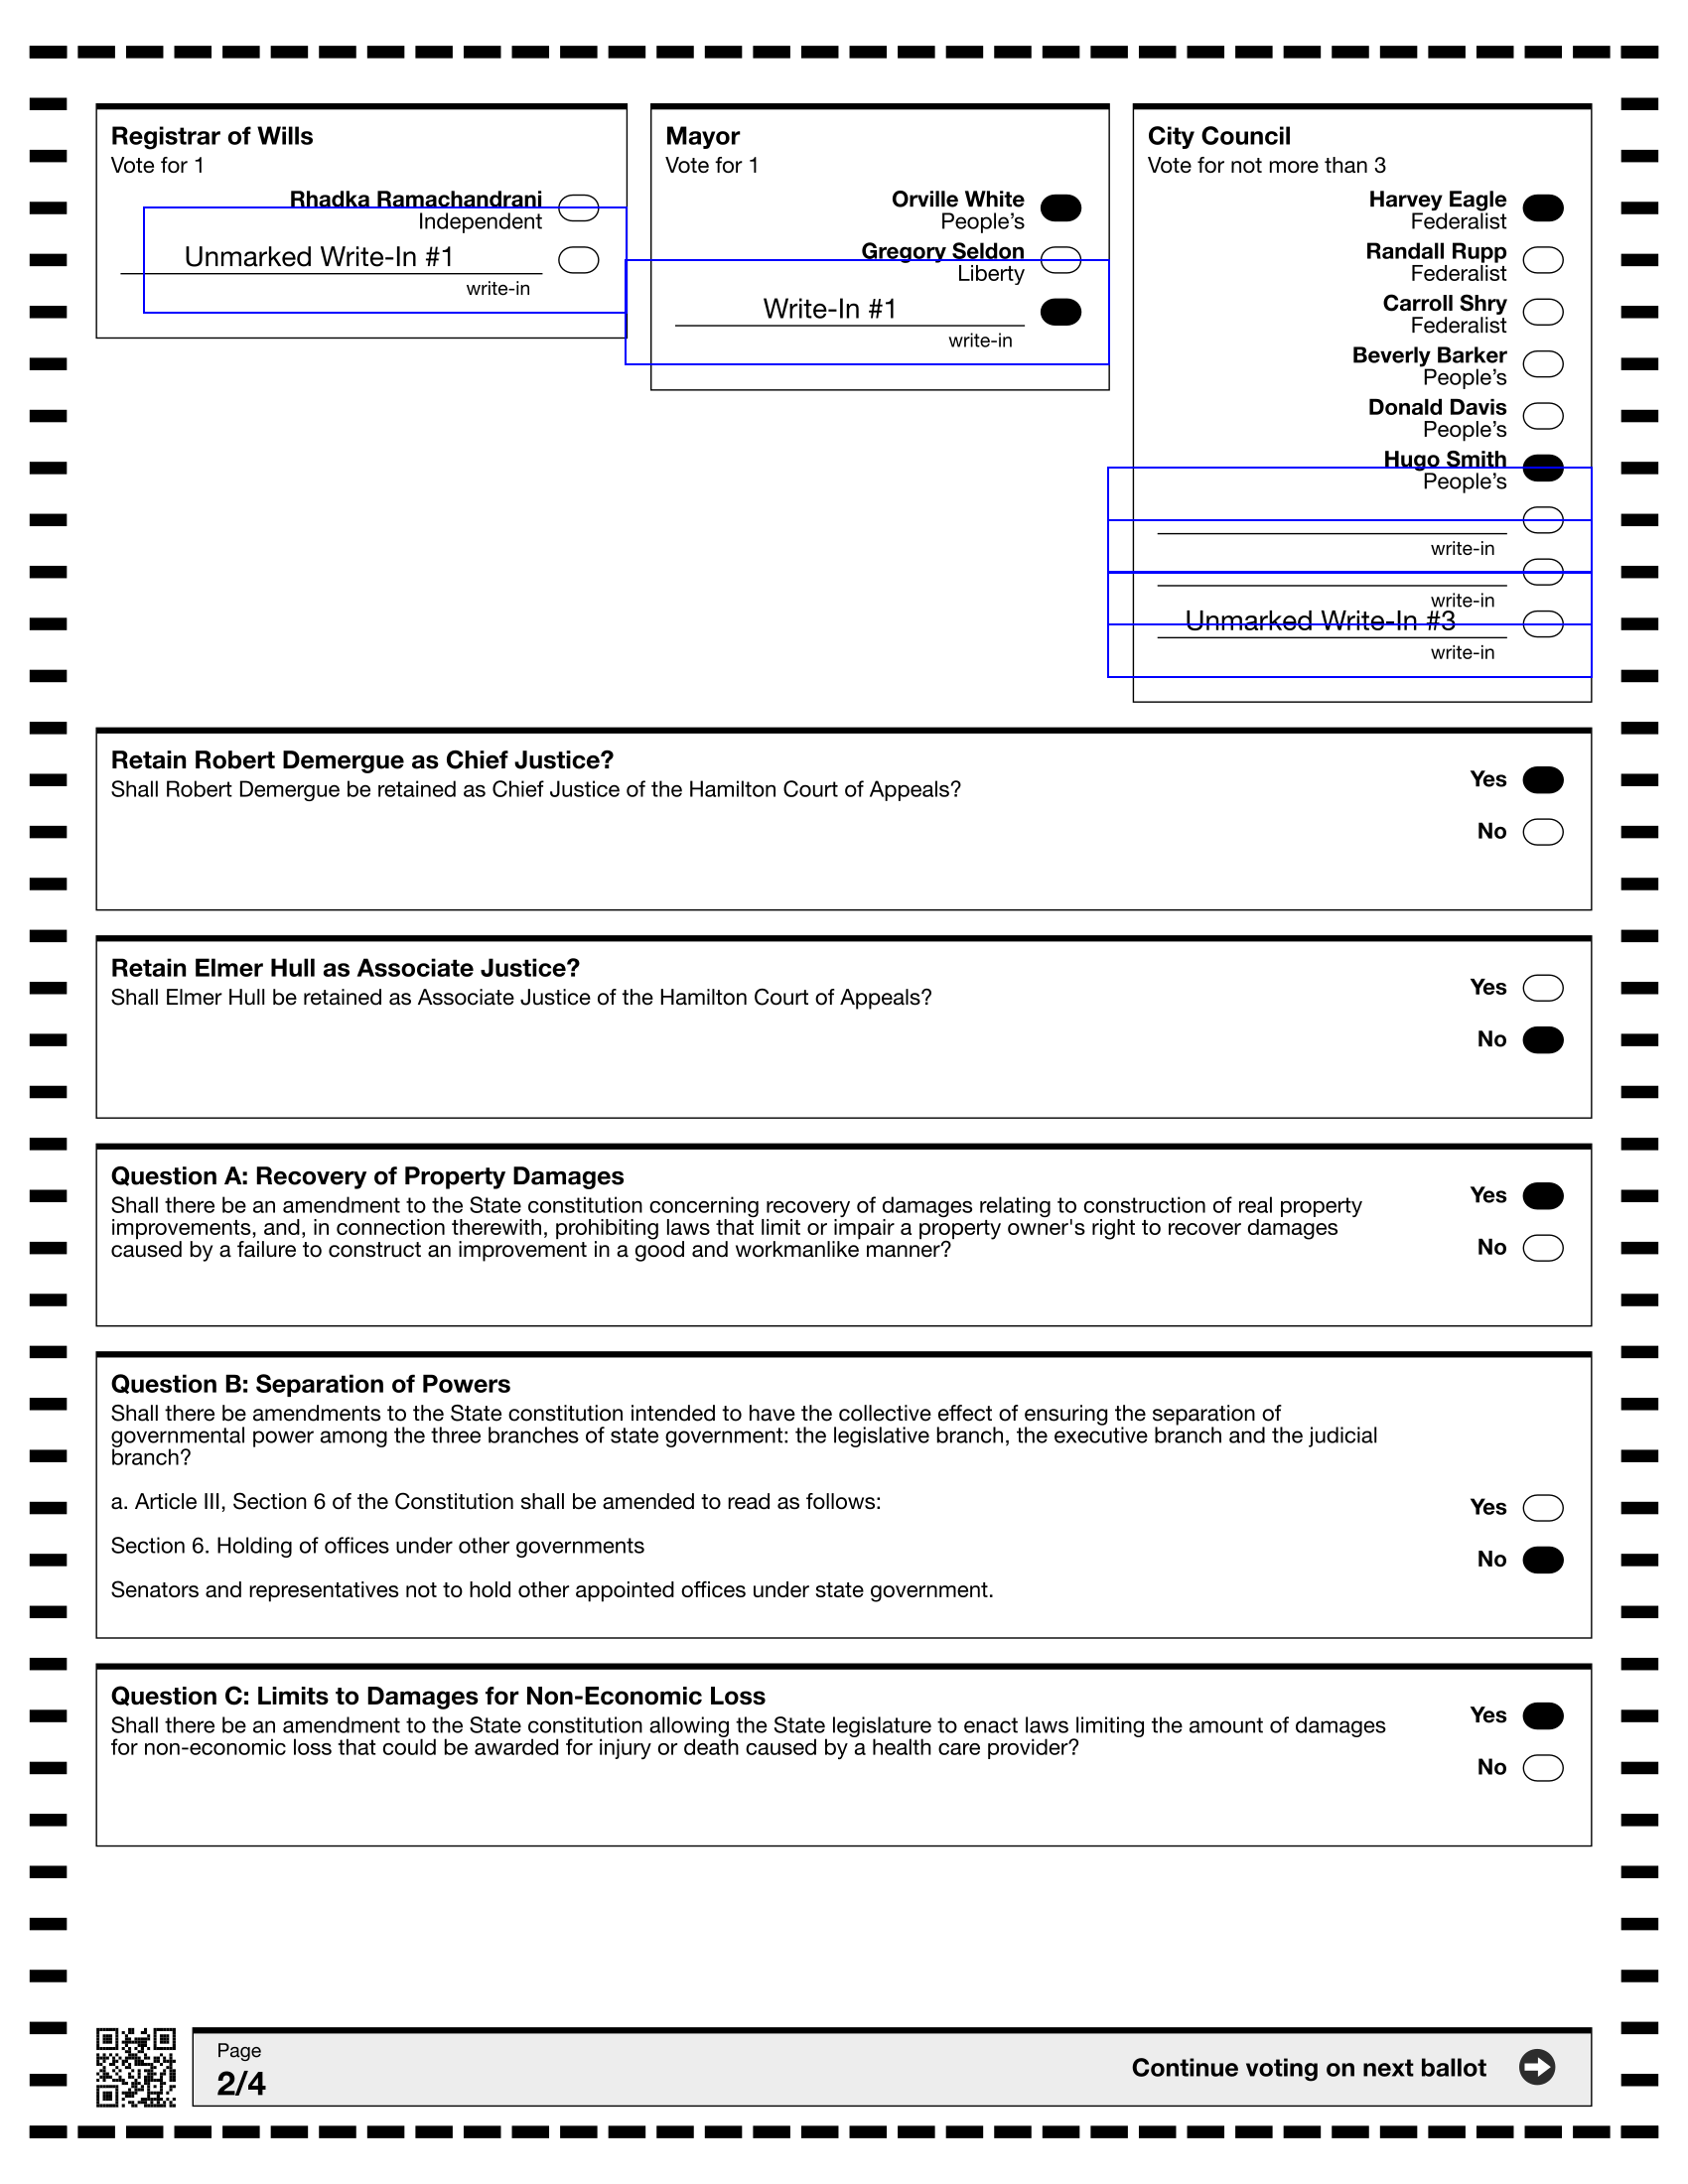 Registrar of Wills
Vote for 1
Rhadka Ramachandrani
Independent
Unmarked Write-In #1
write-in
Mayor
Vote for 1
Orville White
People's
Gregory Seldon
Liberty
Write-In #1
write-in
City Council
Vote for not more than 3
Harvey Eagle
Federalist
Randall Rupp
Federalist
Carroll Shry
Federalist
Beverly Barker
People's
Donald Davis
People's
Hugo Smith
People's
write-in
write-in
Unmarked Write-In #3
write-in
Retain Robert Demergue as Chief Justice?
Shall Robert Demergue be retained as Chief Justice of the Hamilton Court of Appeals?
Yes
No
Retain Elmer Hull as Associate Justice?
Shall Elmer Hull be retained as Associate Justice of the Hamilton Court of Appeals?
Yes
No
Question A: Recovery of Property Damages
Shall there be an amendment to the State constitution concerning recovery of damages relating to construction of real property
improvements, and, in connection therewith, prohibiting laws that limit or impair a property owner's right to recover damages
caused by a failure to construct an improvement in a good and workmanlike manner?
Yes
No
Question B: Separation of Powers
Shall there be amendments to the State constitution intended to have the collective effect of ensuring the separation of
governmental power among the three branches of state government: the legislative branch, the executive branch and the judicial
branch?
a. Article III, Section 6 of the Constitution shall be amended to read as follows:
Section 6. Holding of offices under other governments
Senators and representatives not to hold other appointed offices under state government.
Yes
No
Question C: Limits to Damages for Non-Economic Loss
Shall there be an amendment to the State constitution allowing the State legislature to enact laws limiting the amount of damages
for non-economic loss that could be awarded for injury or death caused by a health care provider?
Yes
No
Page
2/4
Continue voting on next ballot